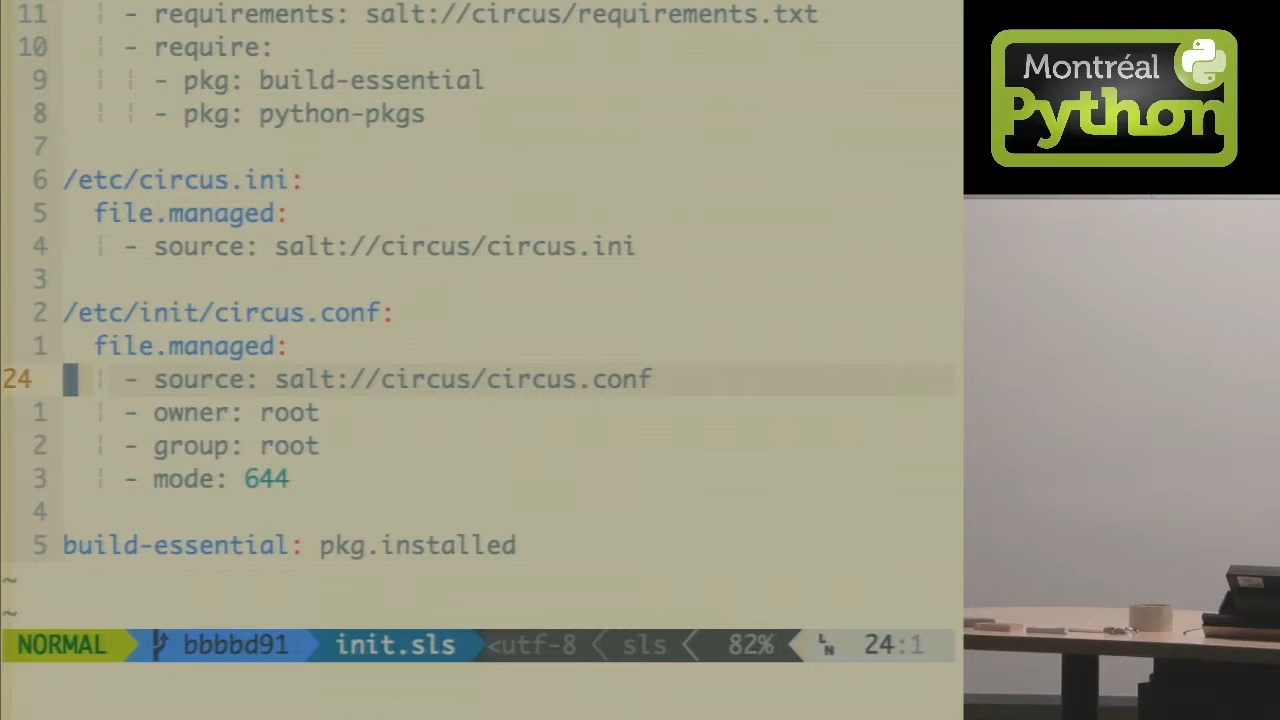 11 - requirements: salt://circus/requirements.txt
10 - require:
9 - pkg: build-essential
8 - pkg: python-pkgs
7
6 /etc/circus.ini:
5 file.managed:
4 - source: salt://circus/circus.ini
3
2 /etc/init/circus.conf:
1 file.managed:
24 - source: salt://circus/circus.conf
1 - owner: root
2 - group: root
3 - mode: 644
4
5 build-essential: pkg.installed
~
~
NORMAL bbbbd91 init.sls <utf-8 sls 82% LN 24:1
Montréal
Python